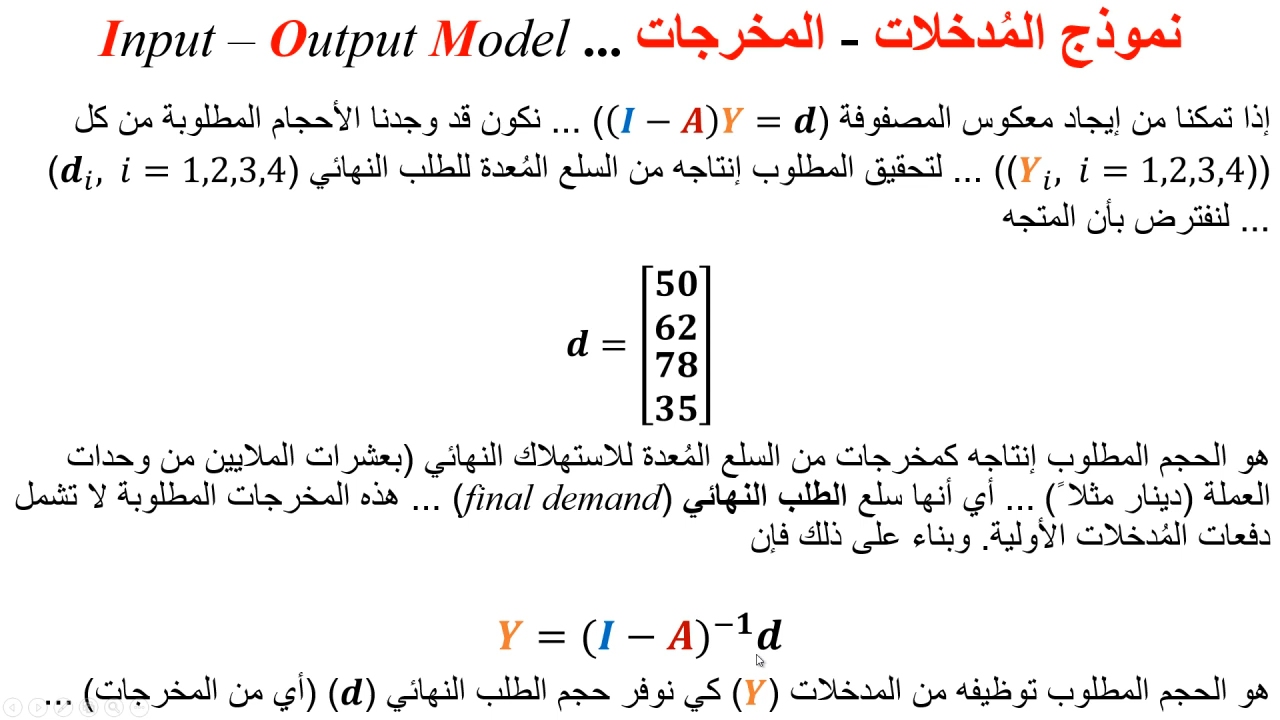 نموذج المُدخلات - المخرجات ... Input – Output Model
إذا تمكنا من إيجاد معكوس المصفوفة ((I − A)Y = d) ... نكون قد وجدنا الأحجام المطلوبة من كل
((Y_i, i = 1,2,3,4)) ... لتحقيق المطلوب إنتاجه من السلع المُعدة للطلب النهائي (d_i, i = 1,2,3,4)
... لنفترض بأن المتجه
d = [50
62
78
35]
هو الحجم المطلوب إنتاجه كمخرجات من السلع المُعدة للاستهلاك النهائي (بعشرات الملايين من وحدات
العملة (دينار مثلاً) ... أي أنها سلع الطلب النهائي (final demand) ... هذه المخرجات المطلوبة لا تشمل
دفعات المُدخلات الأولية. وبناء على ذلك فإن
Y = (I − A)⁻¹d
هو الحجم المطلوب توظيفه من المدخلات (Y) كي نوفر حجم الطلب النهائي (d) (أي من المخرجات) ...